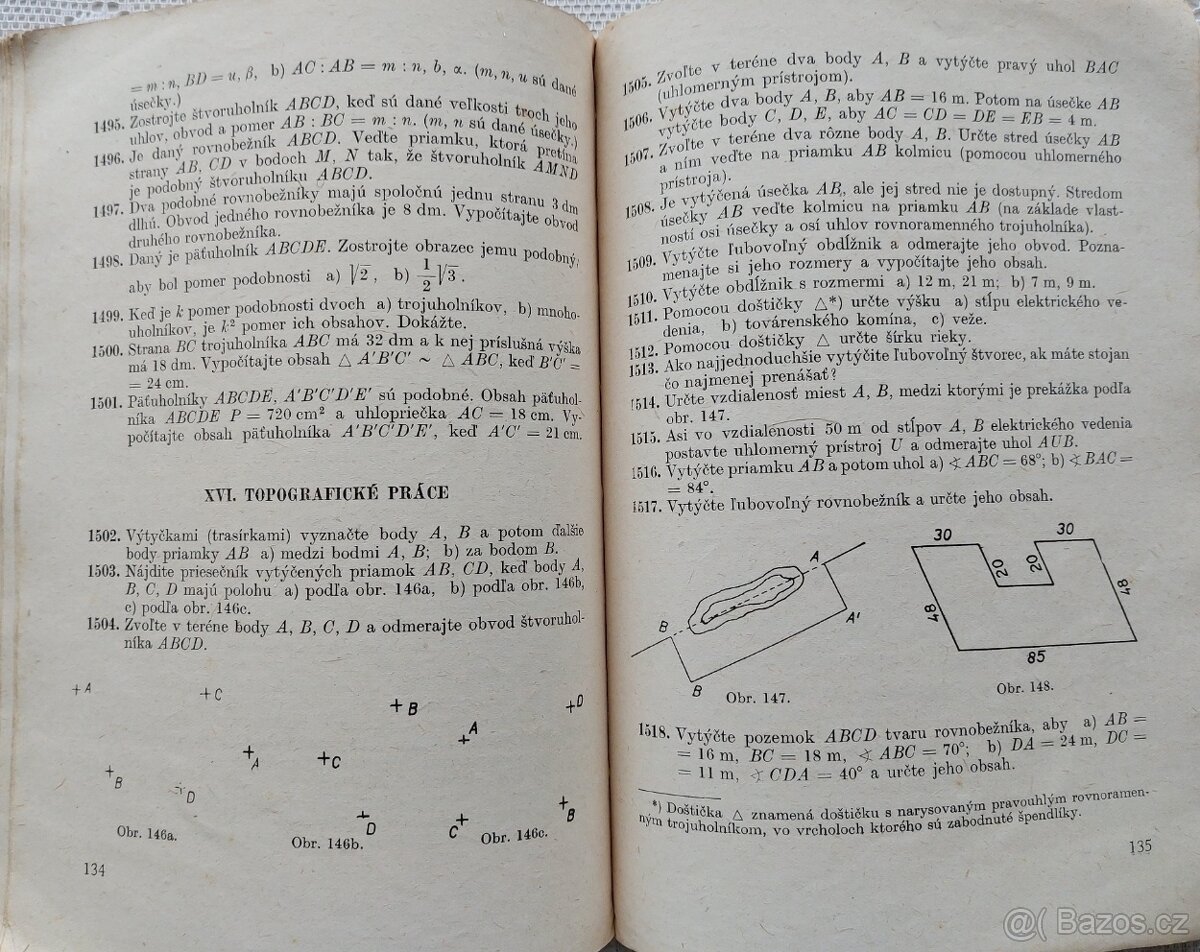 = m : n, BD = u, β, b) AC : AB = m : n, b, α. (m, n, u sú dané
úsečky.)
1495. Zostrojte štvoruholník ABCD, keď sú dané veľkosti troch jeho
uhlov, obvod a pomer AB : BC = m : n. (m, n sú dané úsečky.)
1496. Je daný rovnobežník ABCD. Veďte priamku, ktorá pretína
strany AB, CD v bodoch M, N tak, že štvoruholník AMND
je podobný štvoruholníku ABCD.
1497. Dva podobné rovnobežníky majú spoločnú jednu stranu 3 dm
dlhú. Obvod jedného rovnobežníka je 8 dm. Vypočítajte obvod
druhého rovnobežníka.
1498. Daný je päťuholník ABCDE. Zostrojte obrazec jemu podobný,
aby bol pomer podobnosti a) √2, b) 1/2 √3.
1499. Keď je k pomer podobnosti dvoch a) trojuholníkov, b) mnoho-
uholníkov, je k² pomer ich obsahov. Dokážte.
1500. Strana BC trojuholníka ABC má 32 dm a k nej príslušná výška
má 18 dm. Vypočítajte obsah △ A'B'C' ~ △ ABC, keď B'C' =
= 24 cm.
1501. Päťuholníky ABCDE, A'B'C'D'E' sú podobné. Obsah päťuhol-
níka ABCDE P = 720 cm² a uhlopriečka AC = 18 cm. Vy-
počítajte obsah päťuholníka A'B'C'D'E', keď A'C' = 21 cm.
XVI. TOPOGRAFICKÉ PRÁCE
1502. Výtyčkami (trasírkami) vyznačte body A, B a potom ďalšie
body priamky AB a) medzi bodmi A, B; b) za bodom B.
1503. Nájdite priesečník vytýčených priamok AB, CD, keď body A,
B, C, D majú polohu a) podľa obr. 146a, b) podľa obr. 146b,
c) podľa obr. 146c.
1504. Zvoľte v teréne body A, B, C, D a odmerajte obvod štvoruhol-
níka ABCD.
A
C
B
D
A
B
C
D
A
D
C
B
Obr. 146a.
Obr. 146b.
Obr. 146c.
134
1505. Zvoľte v teréne dva body A, B a vytýčte pravý uhol BAC
(uhlomerným prístrojom).
1506. Vytýčte dva body A, B, aby AB = 16 m. Potom na úsečke AB
vytýčte body C, D, E, aby AC = CD = DE = EB = 4 m.
1507. Zvoľte v teréne dva rôzne body A, B. Určte stred úsečky AB
a ním veďte na priamku AB kolmicu (pomocou uhlomerného
prístroja).
1508. Je vytýčená úsečka AB, ale jej stred nie je dostupný. Stredom
úsečky AB veďte kolmicu na priamku AB (na základe vlast-
ností osi úsečky a osí uhlov rovnoramenného trojuholníka).
1509. Vytýčte ľubovoľný obdĺžnik a odmerajte jeho obvod. Pozna-
menajte si jeho rozmery a vypočítajte jeho obsah.
1510. Vytýčte obdĺžnik s rozmermi a) 12 m, 21 m; b) 7 m, 9 m.
1511. Pomocou doštičky △*) určte výšku a) stĺpu elektrického ve-
denia, b) továrenského komína, c) veže.
1512. Pomocou doštičky △ určte šírku rieky.
1513. Ako najjednoduchšie vytýčite ľubovoľný štvorec, ak máte stojan
čo najmenej prenášať?
1514. Určte vzdialenosť miest A, B, medzi ktorými je prekážka podľa
obr. 147.
1515. Asi vo vzdialenosti 50 m od stĺpov A, B elektrického vedenia
postavte uhlomerný prístroj U a odmerajte uhol AUB.
1516. Vytýčte priamku AB a potom uhol a) ∢ ABC = 68°; b) ∢ BAC =
= 84°.
1517. Vytýčte ľubovoľný rovnobežník a určte jeho obsah.
A
B
A'
B
Obr. 147.
30
30
20
20
48
48
85
Obr. 148.
1518. Vytýčte pozemok ABCD tvaru rovnobežníka, aby a) AB =
= 16 m, BC = 18 m, ∢ ABC = 70°; b) DA = 24 m, DC =
= 11 m, ∢ CDA = 40° a určte jeho obsah.
*) Doštička △ znamená doštičku s narysovaným pravouhlým rovnoramen-
ným trojuholníkom, vo vrcholoch ktorého sú zabodnuté špendlíky.
135
@( Bazos.cz